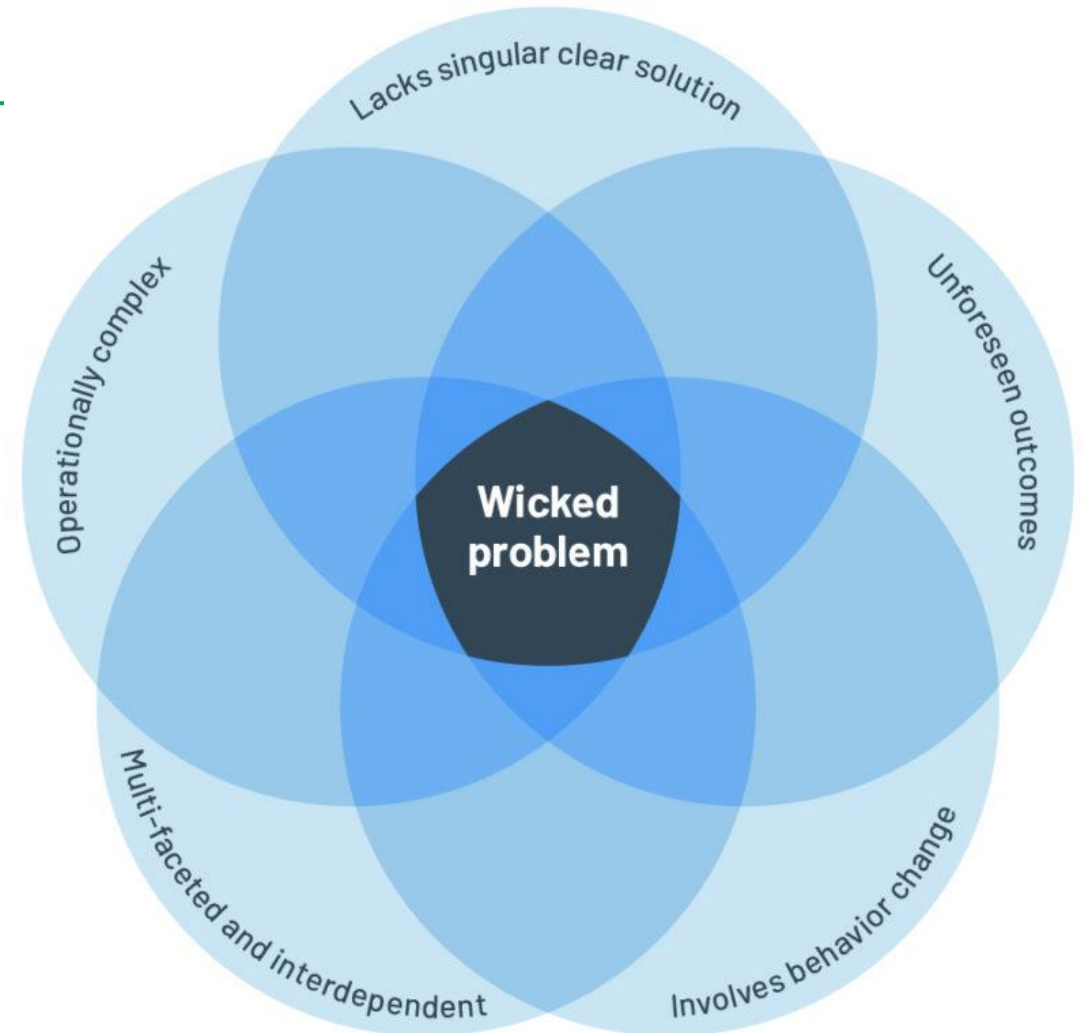 Lacks singular clear solution
Operationally complex
Unforeseen outcomes
Wicked
problem
Multi-faceted and interdependent
Involves behavior change